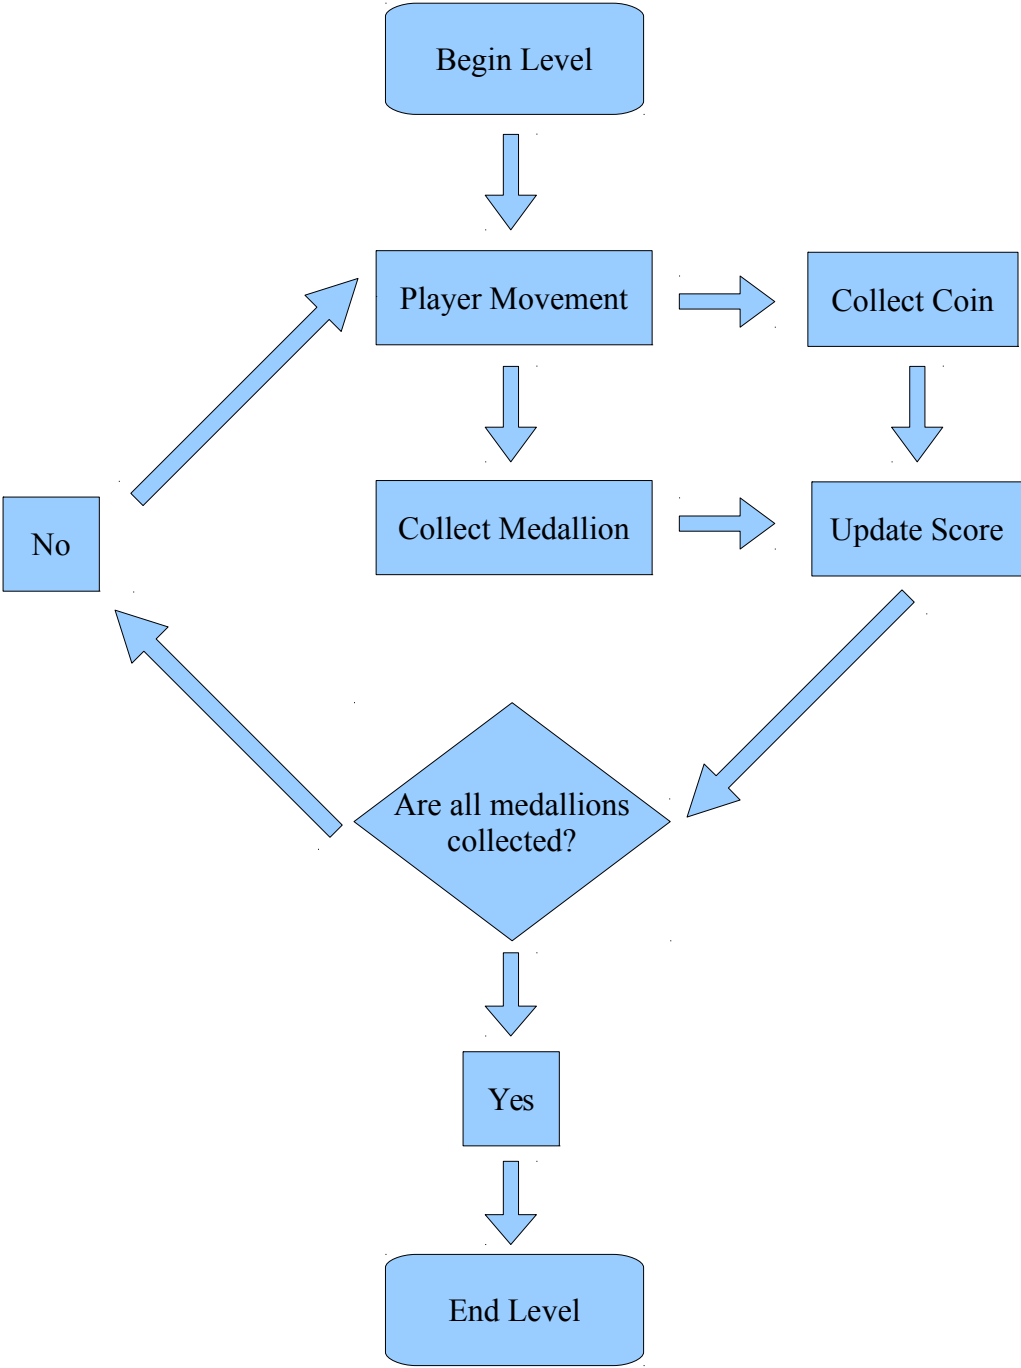 Begin Level
Player Movement
Collect Coin
Collect Medallion
Update Score
No
Are all medallions
collected?
Yes
End Level